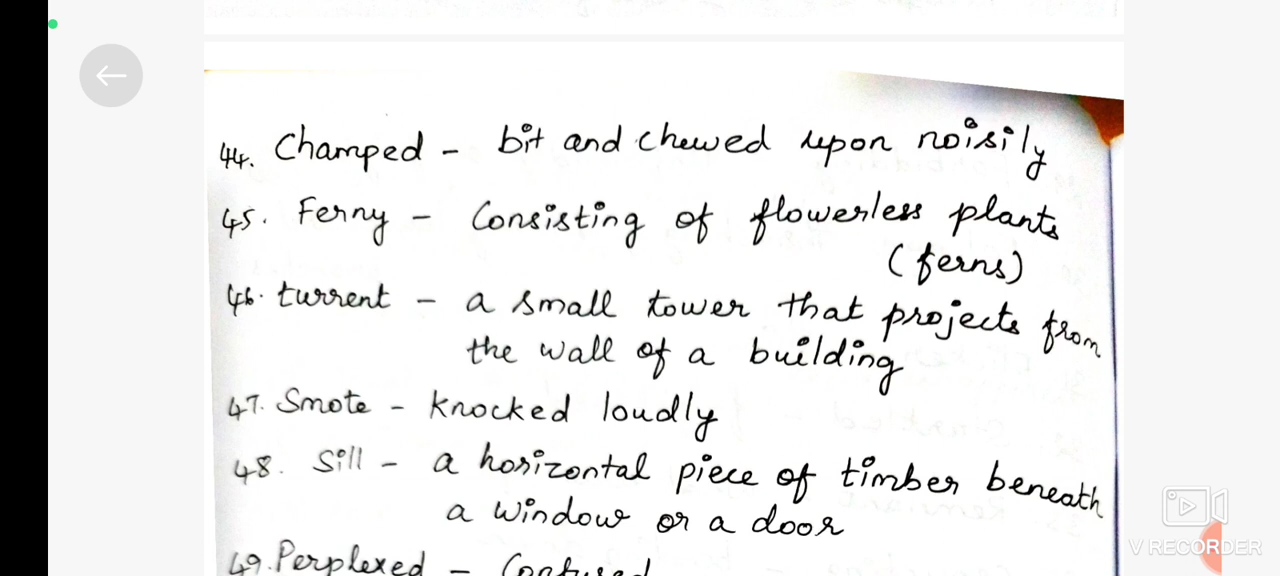 44. Champed - bit and chewed upon noisily
45. Ferny - Consisting of flowerless plants
(ferns)
46. turrent - a small tower that projects from
the wall of a building
47. Smote - knocked loudly
48. Sill - a horizontal piece of timber beneath
a window or a door
49. Perplexed - Confused
V RECORDER